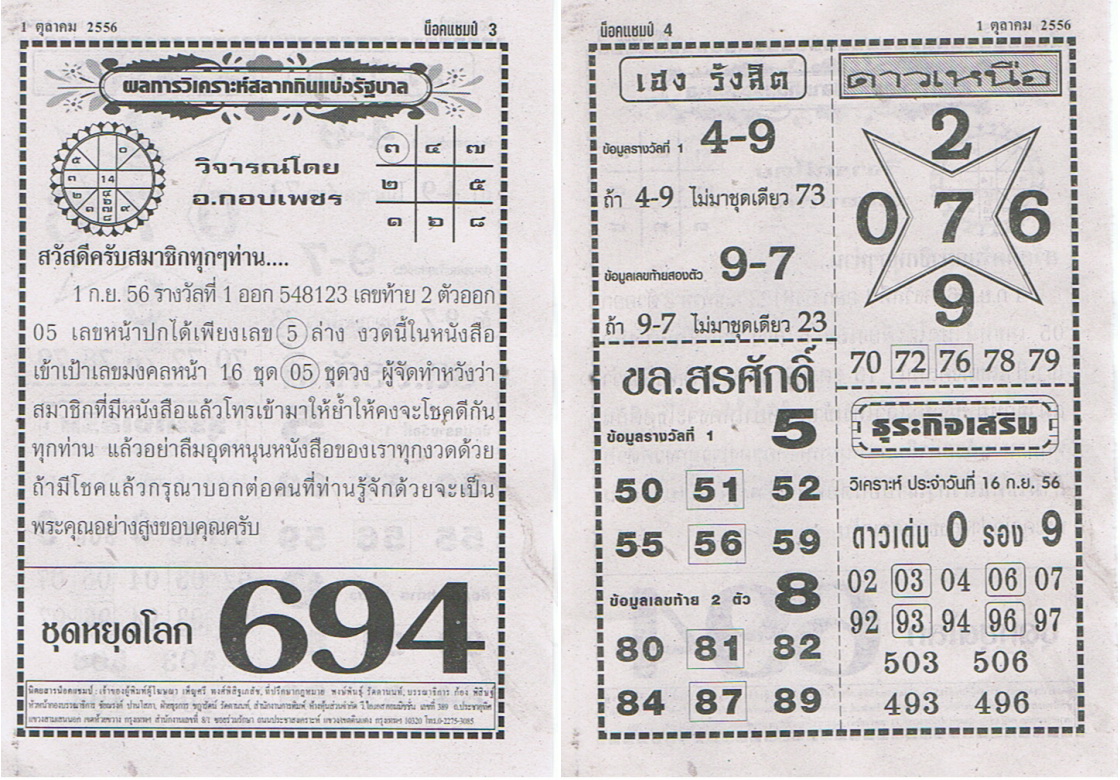 1 ตุลาคม 2556
น็อคแชมป์ 3
ผลการวิเคราะห์สลากกินแบ่งรัฐบาล
14
วิจารณ์โดย
อ.กอบเพชร
๓ ๔ ๗
๒ ๕
๑ ๖ ๘
สวัสดีครับสมาชิกทุกๆท่าน....
1 ก.ย. 56 รางวัลที่ 1 ออก 548123 เลขท้าย 2 ตัวออก
05 เลขหน้าปกได้เพียงเลข 5 ล่าง งวดนี้ในหนังสือ
เข้าเป้าเลขมงคลหน้า 16 ชุด 05 ชุดวง ผู้จัดทำหวังว่า
สมาชิกที่มีหนังสือแล้วโทรเข้ามาให้ย้ำให้คงจะโชคดีกัน
ทุกท่าน แล้วอย่าลืมอุดหนุนหนังสือของเราทุกงวดด้วย
ถ้ามีโชคแล้วกรุณาบอกต่อคนที่ท่านรู้จักด้วยจะเป็น
พระคุณอย่างสูงขอบคุณครับ
ชุดหยุดโลก 694
น็อคแชมป์ 4
1 ตุลาคม 2556
เฮง รังสิต
ข้อมูลรางวัลที่ 1 4-9
ถ้า 4-9 ไม่มาชุดเดียว 73
ข้อมูลเลขท้ายสองตัว 9-7
ถ้า 9-7 ไม่มาชุดเดียว 23
ขล.สรศักดิ์
ข้อมูลรางวัลที่ 1 5
50 51 52
55 56 59
ข้อมูลเลขท้าย 2 ตัว 8
80 81 82
84 87 89
ดาวเหนือ
2
0 7 6
9
70 72 76 78 79
ธุระกิจเสริม
วิเคราะห์ ประจำวันที่ 16 ก.ย. 56
ดาวเด่น 0 รอง 9
02 03 04 06 07
92 93 94 96 97
503 506
493 496